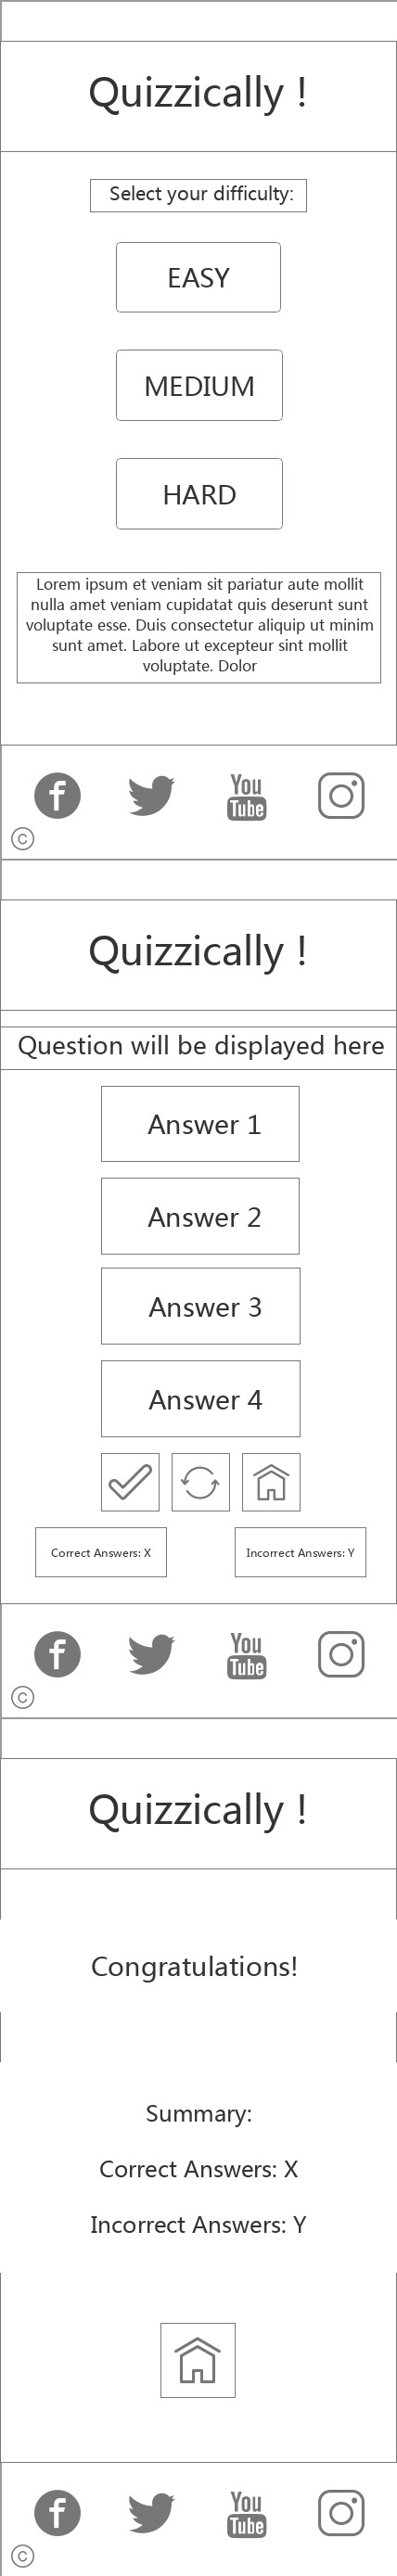 Quizzically !
Select your difficulty:
EASY
MEDIUM
HARD
Lorem ipsum et veniam sit pariatur aute mollit
nulla amet veniam cupidatat quis deserunt sunt
voluptate esse. Duis consectetur aliquip ut minim
sunt amet. Labore ut excepteur sint mollit
voluptate. Dolor
f
You
Tube
©
Quizzically !
Question will be displayed here
Answer 1
Answer 2
Answer 3
Answer 4
Correct Answers: X
Incorrect Answers: Y
f
You
Tube
©
Quizzically !
Congratulations!
Summary:
Correct Answers: X
Incorrect Answers: Y
f
You
Tube
©